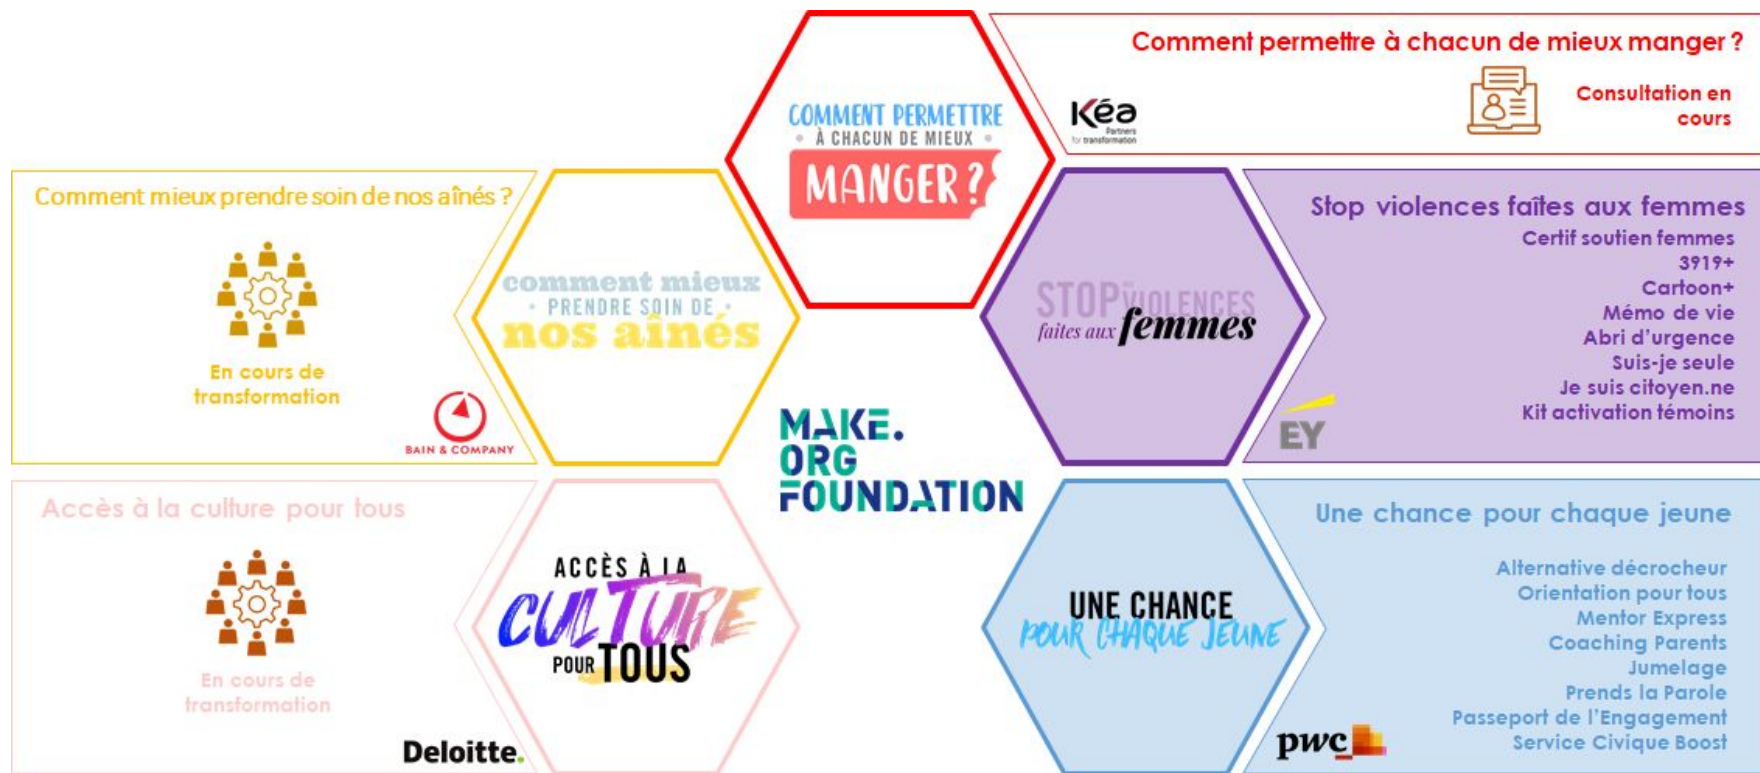 Comment permettre à chacun de mieux manger ?
Kéa
Partners
for transformation
Consultation en
cours
COMMENT PERMETTRE
• À CHACUN DE MIEUX •
MANGER ?
Comment mieux prendre soin de nos aînés ?
En cours de
transformation
BAIN & COMPANY
comment mieux
• PRENDRE SOIN DE •
nos aînés
STOP VIOLENCES
faites aux femmes
Stop violences faîtes aux femmes
Certif soutien femmes
3919+
Cartoon+
Mémo de vie
Abri d'urgence
Suis-je seule
Je suis citoyen.ne
Kit activation témoins
EY
MAKE.
ORG
FOUNDATION
Accès à la culture pour tous
En cours de
transformation
Deloitte.
ACCÈS À LA
CULTURE
POUR TOUS
UNE CHANCE
POUR CHAQUE JEUNE
Une chance pour chaque jeune
Alternative décrocheur
Orientation pour tous
Mentor Express
Coaching Parents
Jumelage
Prends la Parole
Passeport de l'Engagement
Service Civique Boost
pwc